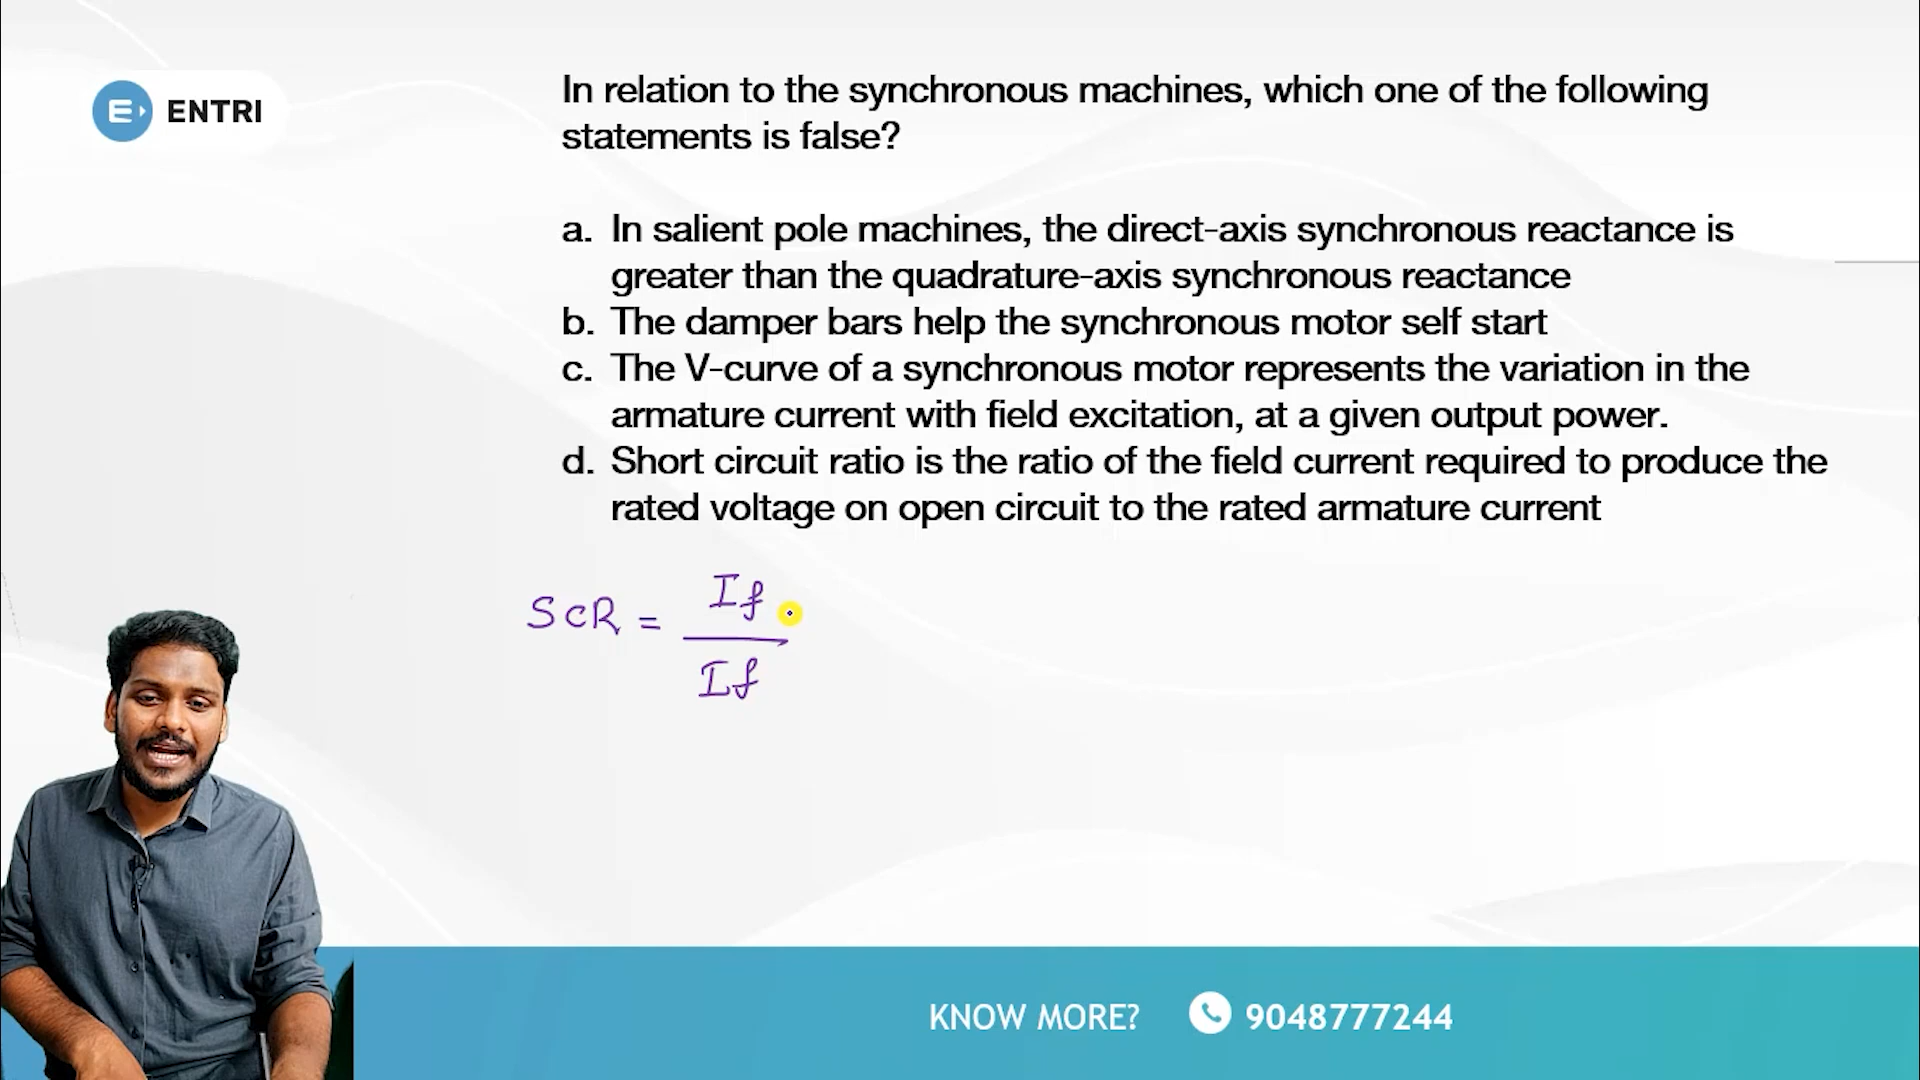 ENTRI
In relation to the synchronous machines, which one of the following
statements is false?
a. In salient pole machines, the direct-axis synchronous reactance is
greater than the quadrature-axis synchronous reactance
b. The damper bars help the synchronous motor self start
c. The V-curve of a synchronous motor represents the variation in the
armature current with field excitation, at a given output power.
d. Short circuit ratio is the ratio of the field current required to produce the
rated voltage on open circuit to the rated armature current
SCR = If
If
KNOW MORE? 9048777244